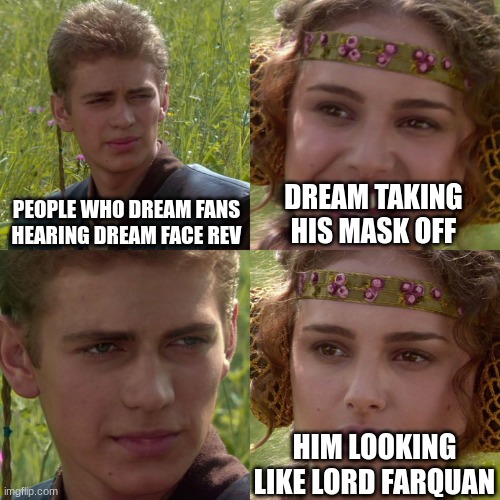 PEOPLE WHO DREAM FANS
HEARING DREAM FACE REV
DREAM TAKING
HIS MASK OFF
HIM LOOKING
LIKE LORD FARQUAN
imgflip.com